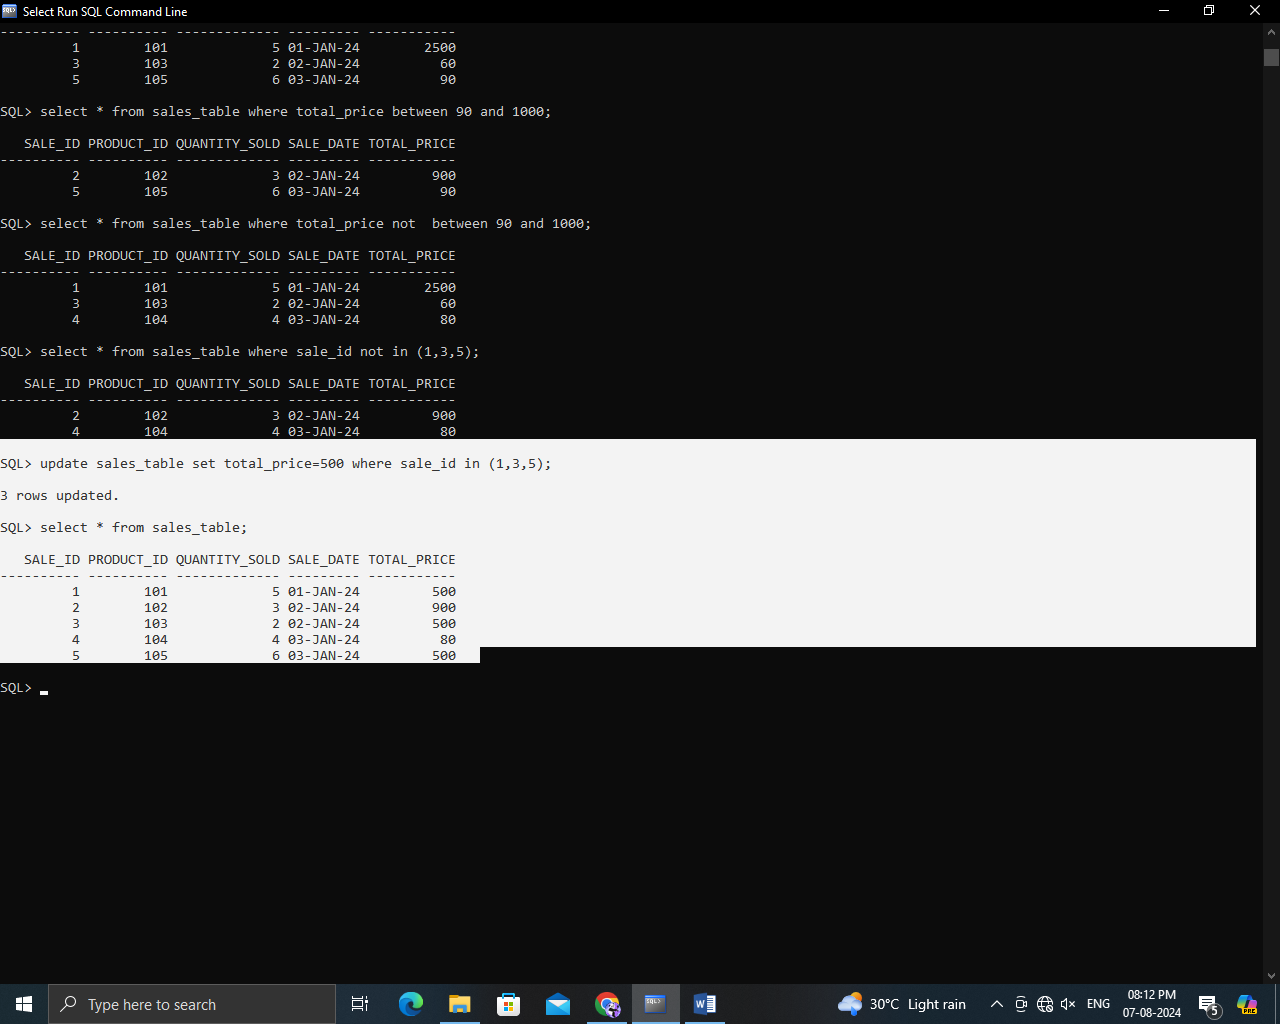 Select Run SQL Command Line
---------- ---------- ------------- --------- -----------
         1        101             5 01-JAN-24        2500
         3        103             2 02-JAN-24          60
         5        105             6 03-JAN-24          90
SQL> select * from sales_table where total_price between 90 and 1000;
   SALE_ID PRODUCT_ID QUANTITY_SOLD SALE_DATE TOTAL_PRICE
---------- ---------- ------------- --------- -----------
         2        102             3 02-JAN-24         900
         5        105             6 03-JAN-24          90
SQL> select * from sales_table where total_price not  between 90 and 1000;
   SALE_ID PRODUCT_ID QUANTITY_SOLD SALE_DATE TOTAL_PRICE
---------- ---------- ------------- --------- -----------
         1        101             5 01-JAN-24        2500
         3        103             2 02-JAN-24          60
         4        104             4 03-JAN-24          80
SQL> select * from sales_table where sale_id not in (1,3,5);
   SALE_ID PRODUCT_ID QUANTITY_SOLD SALE_DATE TOTAL_PRICE
---------- ---------- ------------- --------- -----------
         2        102             3 02-JAN-24         900
         4        104             4 03-JAN-24          80
SQL> update sales_table set total_price=500 where sale_id in (1,3,5);
3 rows updated.
SQL> select * from sales_table;
   SALE_ID PRODUCT_ID QUANTITY_SOLD SALE_DATE TOTAL_PRICE
---------- ---------- ------------- --------- -----------
         1        101             5 01-JAN-24         500
         2        102             3 02-JAN-24         900
         3        103             2 02-JAN-24         500
         4        104             4 03-JAN-24          80
         5        105             6 03-JAN-24         500
SQL>
Type here to search
30°C Light rain
ENG
08:12 PM
07-08-2024
5
PRE